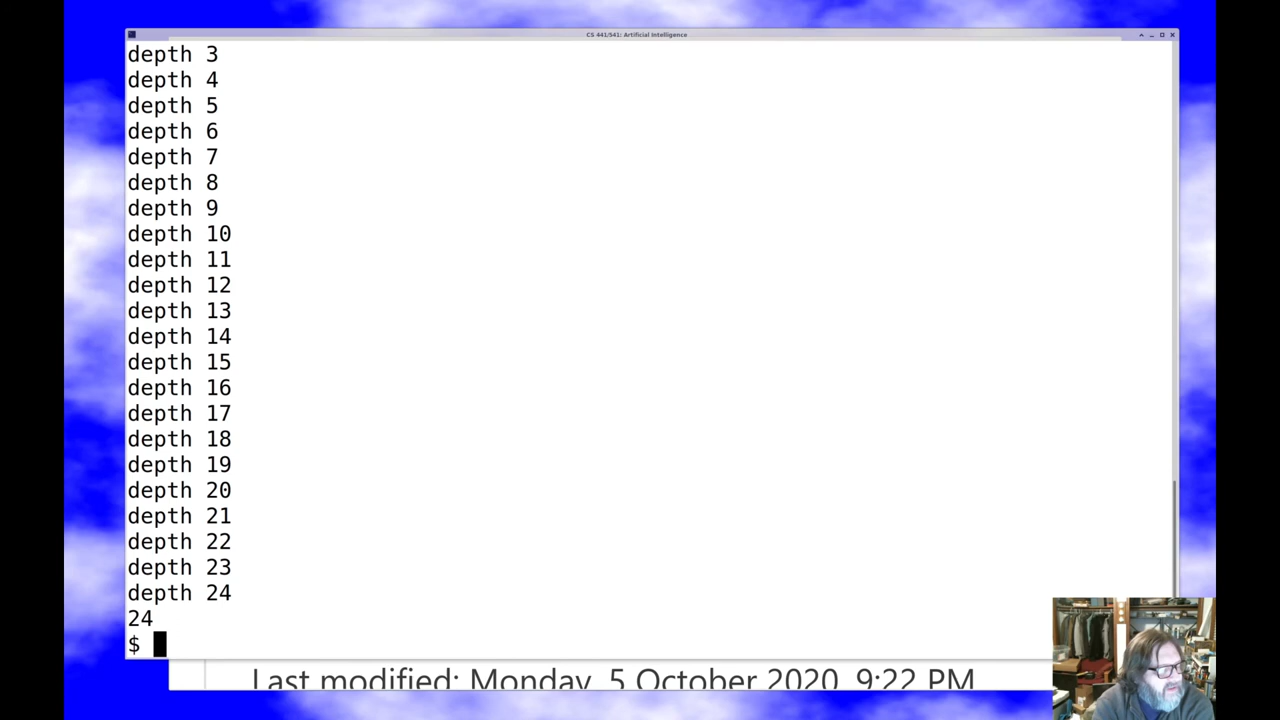 CS 441/541: Artificial Intelligence
depth 3
depth 4
depth 5
depth 6
depth 7
depth 8
depth 9
depth 10
depth 11
depth 12
depth 13
depth 14
depth 15
depth 16
depth 17
depth 18
depth 19
depth 20
depth 21
depth 22
depth 23
depth 24
24
$
Last modified: Monday, 5 October 2020, 9:22 PM